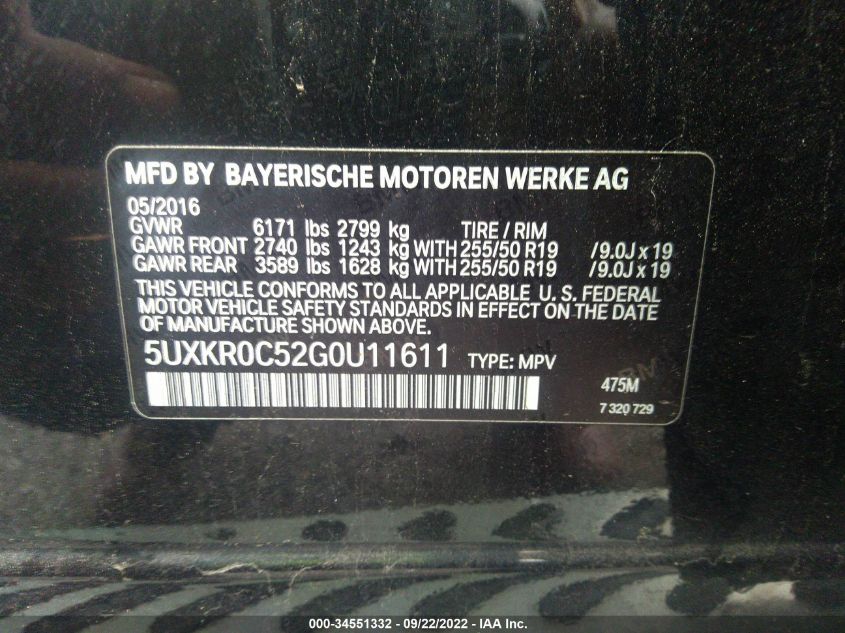 MFD BY BAYERISCHE MOTOREN WERKE AG
05/2016
GVWR 6171 lbs 2799 kg TIRE / RIM
GAWR FRONT 2740 lbs 1243 kg WITH 255/50 R19 /9.0J x 19
GAWR REAR 3589 lbs 1628 kg WITH 255/50 R19 /9.0J x 19
THIS VEHICLE CONFORMS TO ALL APPLICABLE U. S. FEDERAL
MOTOR VEHICLE SAFETY STANDARDS IN EFFECT ON THE DATE
OF MANUFACTURE SHOWN ABOVE.
5UXKR0C52G0U11611 TYPE: MPV
475M
7 320 729
000-34551332 - 09/22/2022 - IAA Inc.